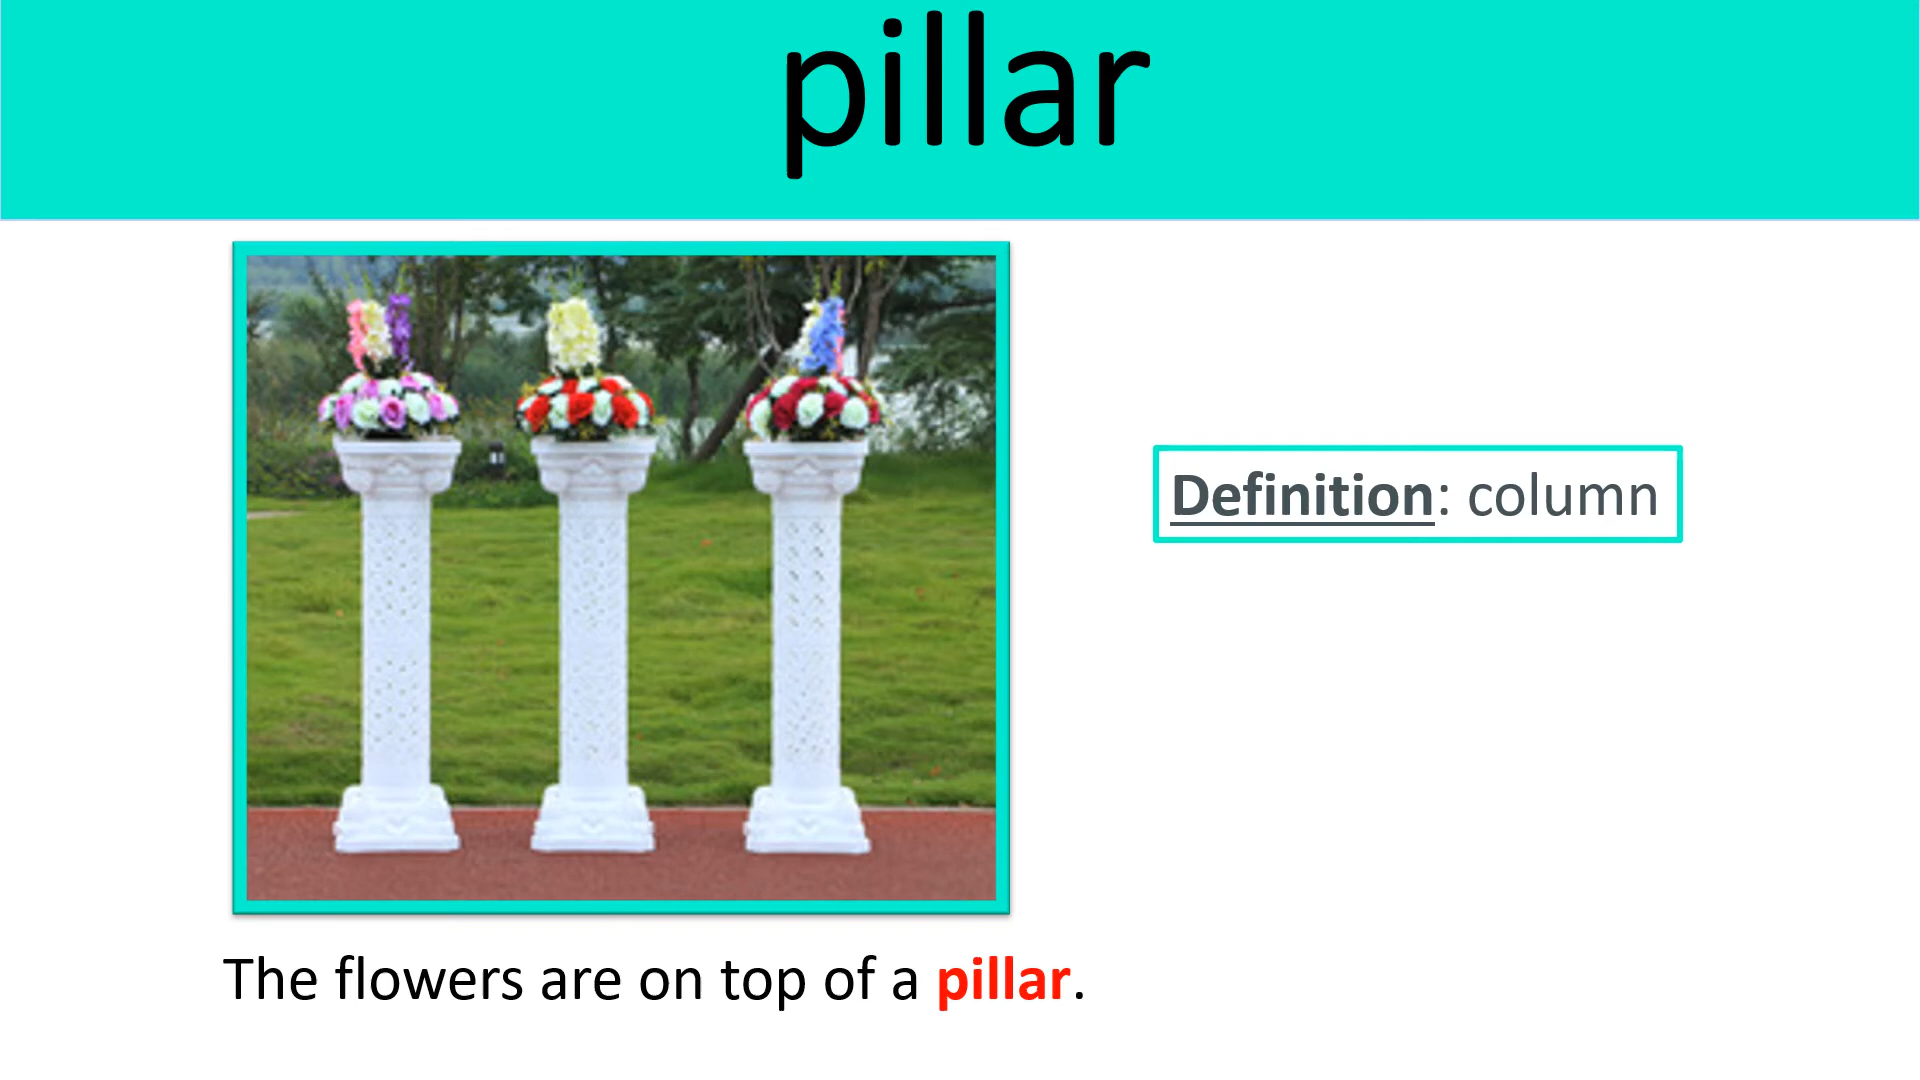 pillar
Definition: column
The flowers are on top of a pillar.